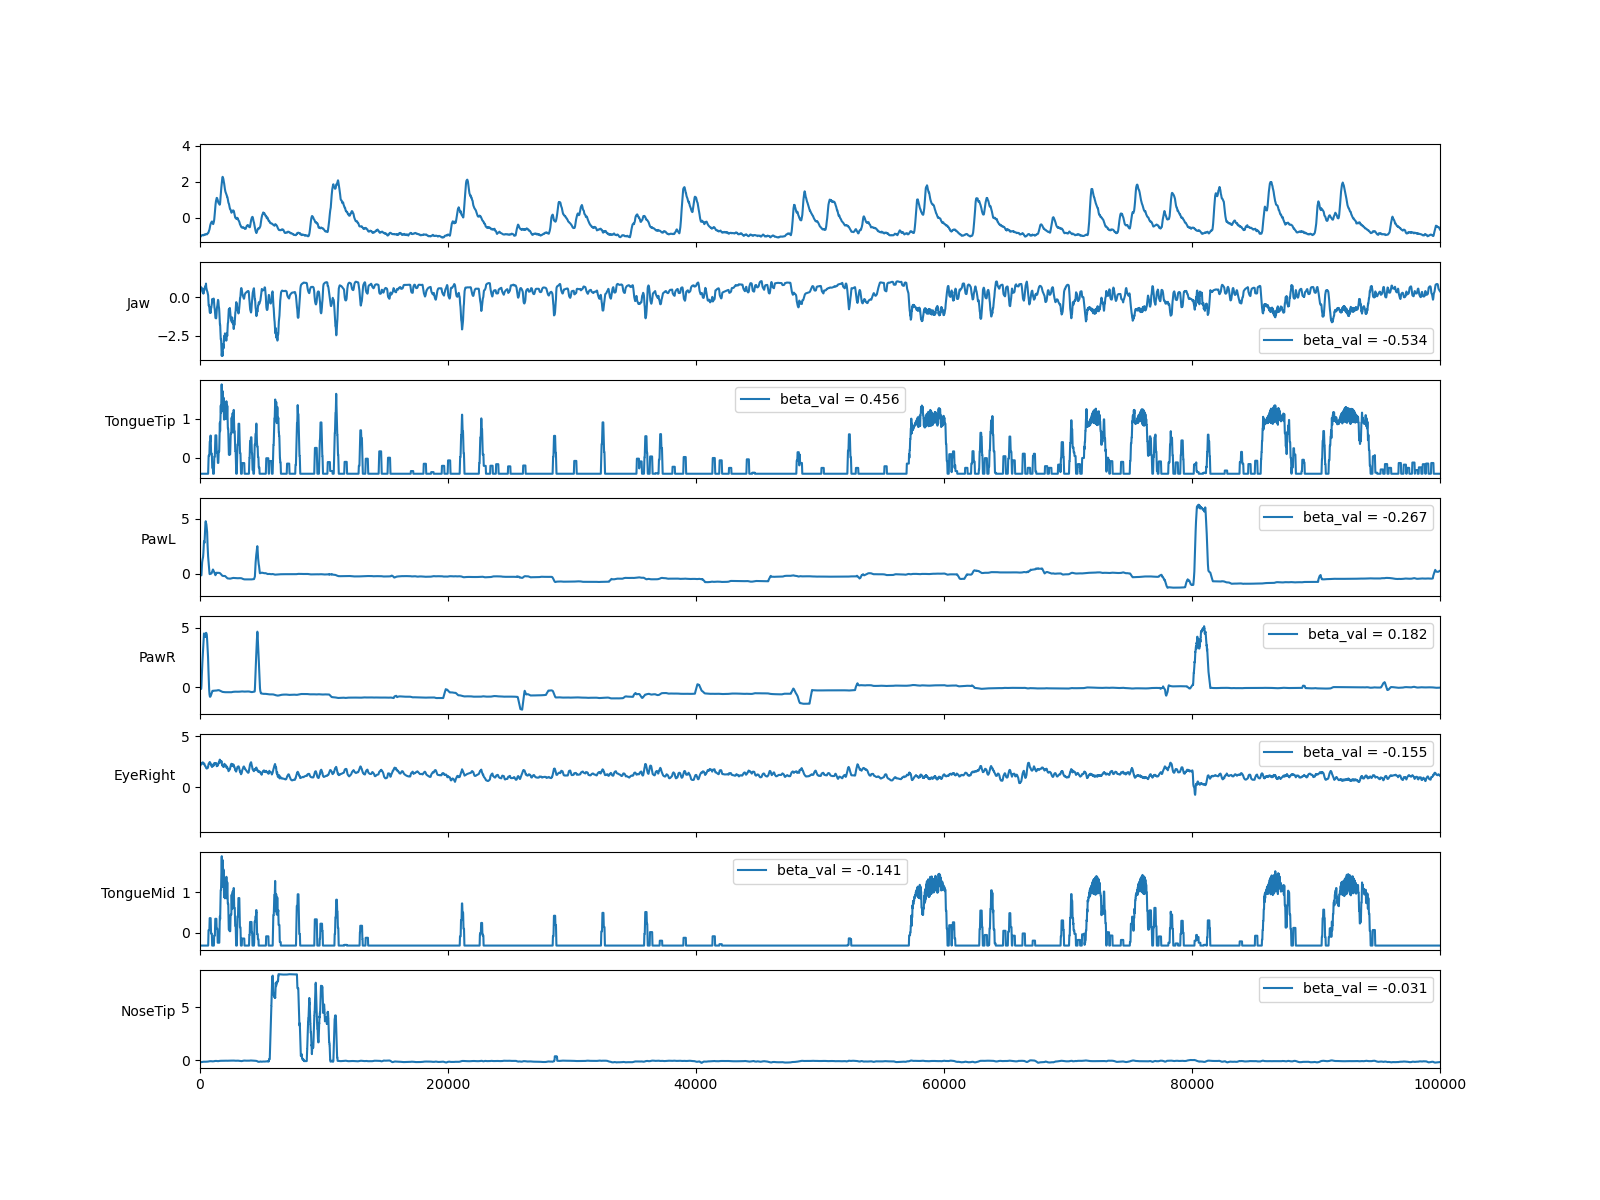 4
2
0
Jaw
0.0
−2.5
beta_val = -0.534
TongueTip
1
0
beta_val = 0.456
PawL
5
0
beta_val = -0.267
PawR
5
0
beta_val = 0.182
EyeRight
5
0
beta_val = -0.155
TongueMid
1
0
beta_val = -0.141
NoseTip
5
0
beta_val = -0.031
0 20000 40000 60000 80000 100000